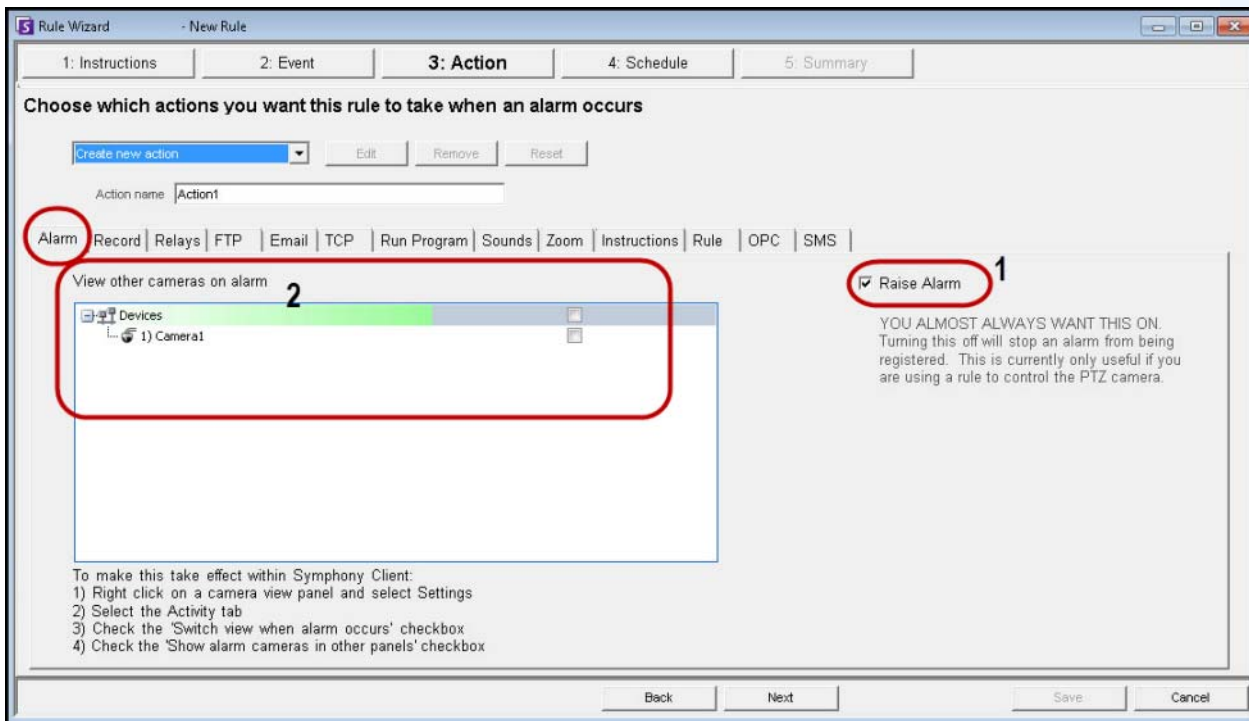 Rule Wizard - New Rule
1: Instructions 2: Event 3: Action 4: Schedule 5: Summary
Choose which actions you want this rule to take when an alarm occurs
Create new action Edit Remove Reset
Action name Action1
Alarm Record Relays FTP Email TCP Run Program Sounds Zoom Instructions Rule OPC SMS
View other cameras on alarm
2
Devices
1) Camera1
Raise Alarm
1
YOU ALMOST ALWAYS WANT THIS ON.
Turning this off will stop an alarm from being
registered. This is currently only useful if you
are using a rule to control the PTZ camera.
To make this take effect within Symphony Client:
1) Right click on a camera view panel and select Settings
2) Select the Activity tab
3) Check the 'Switch view when alarm occurs' checkbox
4) Check the 'Show alarm cameras in other panels' checkbox
Back Next Save Cancel